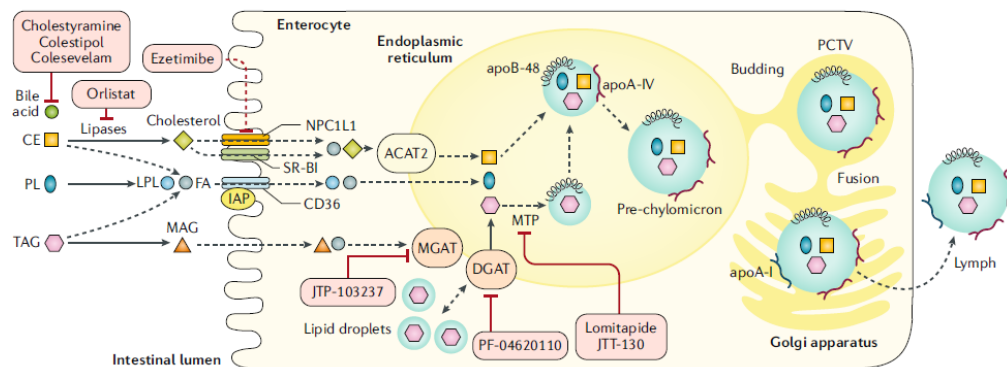 Cholestyramine
Colestipol
Colesevelam
Ezetimibe
Enterocyte
Endoplasmic
reticulum
PCTV
Budding
apoB-48
apoA-IV
Orlistat
Bile
acid
Lipases
Cholesterol
NPC1L1
CE
ACAT2
SR-BI
PL
LPL
FA
IAP
CD36
Pre-chylomicron
Fusion
MTP
TAG
MAG
MGAT
DGAT
apoA-I
Lymph
JTP-103237
Lipid droplets
PF-04620110
Lomitapide
JTT-130
Golgi apparatus
Intestinal lumen